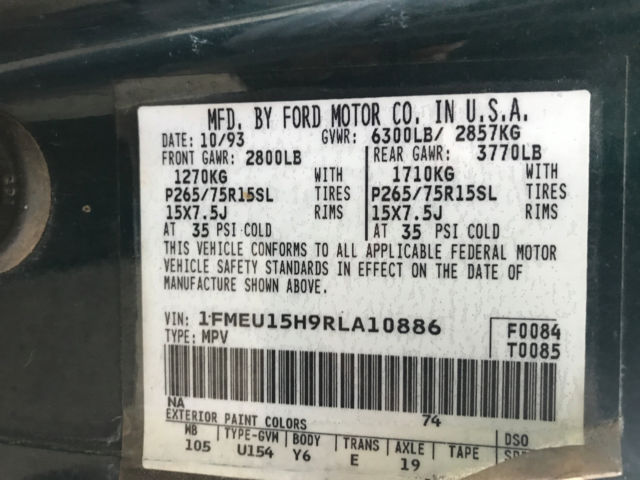 MFD. BY FORD MOTOR CO. IN U.S.A.
DATE: 10/93 GVWR: 6300LB/ 2857KG
FRONT GAWR: 2800LB REAR GAWR: 3770LB
1270KG WITH 1710KG WITH
P265/75R15SL TIRES P265/75R15SL TIRES
15X7.5J RIMS 15X7.5J RIMS
AT 35 PSI COLD AT 35 PSI COLD
THIS VEHICLE CONFORMS TO ALL APPLICABLE FEDERAL MOTOR
VEHICLE SAFETY STANDARDS IN EFFECT ON THE DATE OF
MANUFACTURE SHOWN ABOVE.
VIN: 1FMEU15H9RLA10886 F0084
TYPE: MPV T0085
NA 74
EXTERIOR PAINT COLORS DSO
WB TYPE-GVW BODY TRANS AXLE TAPE
105 U154 Y6 E 19